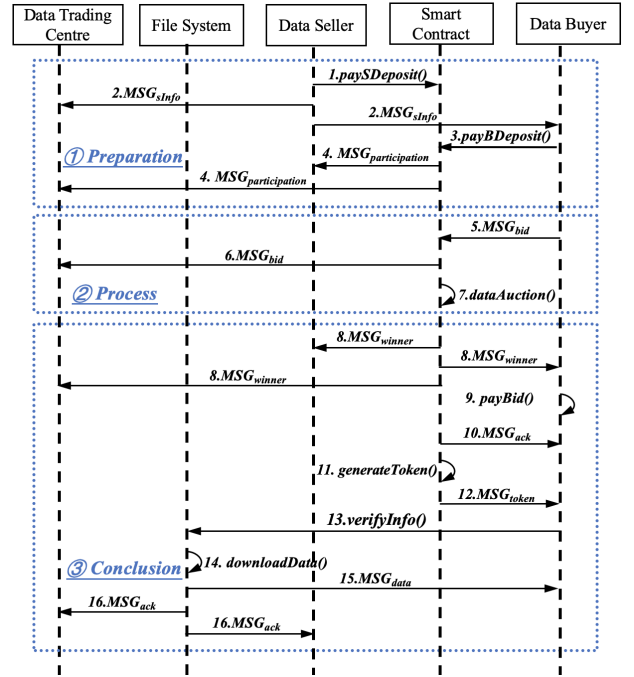 Data Trading
Centre
File System
Data Seller
Smart
Contract
Data Buyer
1.paySDeposit()
2.MSGsInfo
2.MSGsInfo
3.payBDeposit()
① Preparation
4. MSGparticipation
4. MSGparticipation
5.MSGbid
6.MSGbid
② Process
7.dataAuction()
8.MSGwinner
8.MSGwinner
8.MSGwinner
9. payBid()
10.MSGack
11. generateToken()
12.MSGtoken
13.verifyInfo()
③ Conclusion
14. downloadData()
15.MSGdata
16.MSGack
16.MSGack